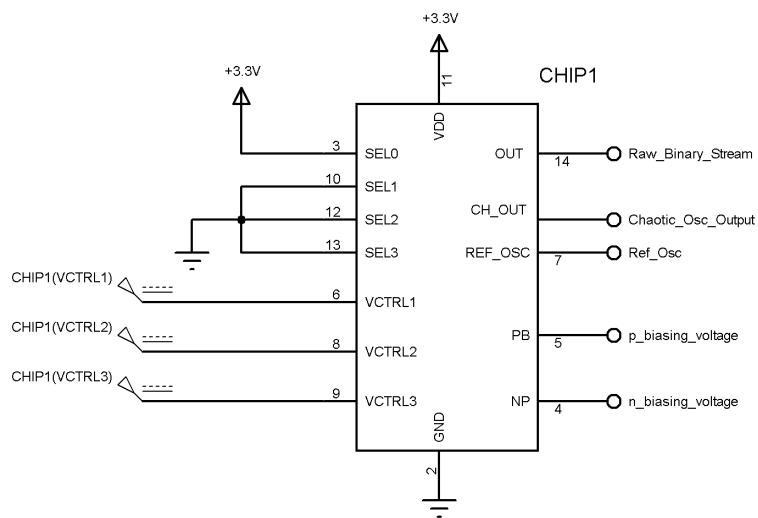 +3.3V
+3.3V
CHIP1
11
VDD
3
SEL0
OUT
14
Raw_Binary_Stream
10
SEL1
12
SEL2
CH_OUT
Chaotic_Osc_Output
13
SEL3
REF_OSC
7
Ref_Osc
CHIP1(VCTRL1)
6
VCTRL1
CHIP1(VCTRL2)
8
VCTRL2
PB
5
p_biasing_voltage
CHIP1(VCTRL3)
9
VCTRL3
NP
4
n_biasing_voltage
GND
2